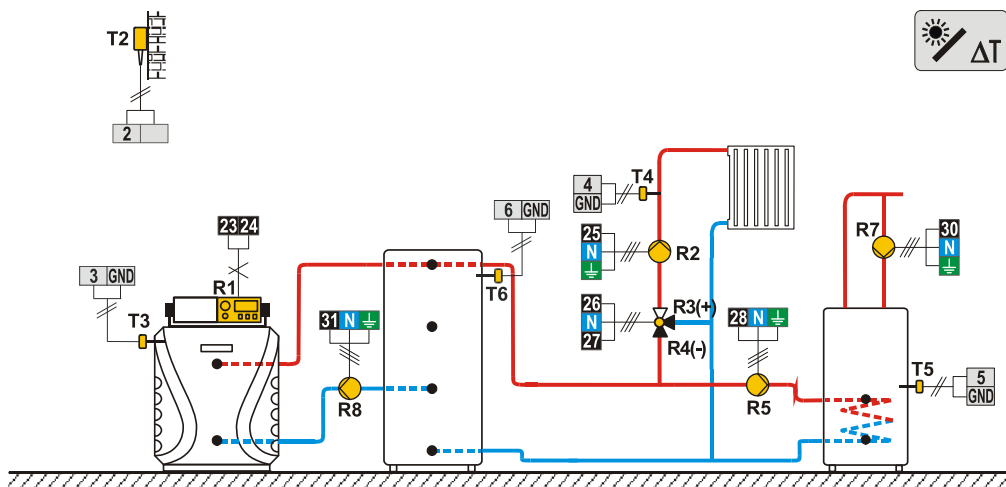 T2
ΔT
2
T4
4
GND
6 GND
R7
30
N
23 24
25
N
R2
3 GND
R1
T6
26
N
27
R3(+)
R4(-)
T3
31 N
28 N
T5
5
GND
R8
R5